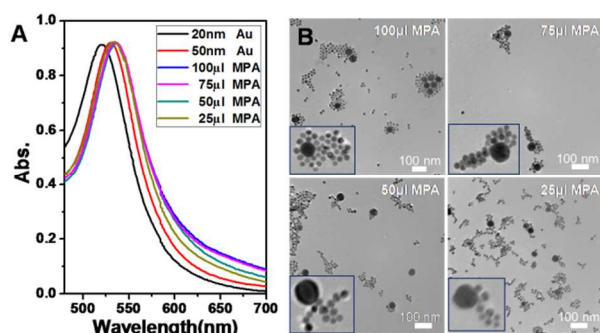 A
Abs.
1.0
0.8
0.6
0.4
0.2
0.0
500
550
600
650
700
Wavelength(nm)
20nm Au
50nm Au
100μl MPA
75μl MPA
50μl MPA
25μl MPA
B
100μl MPA
100 nm
75μl MPA
100 nm
50μl MPA
100 nm
25μl MPA
100 nm